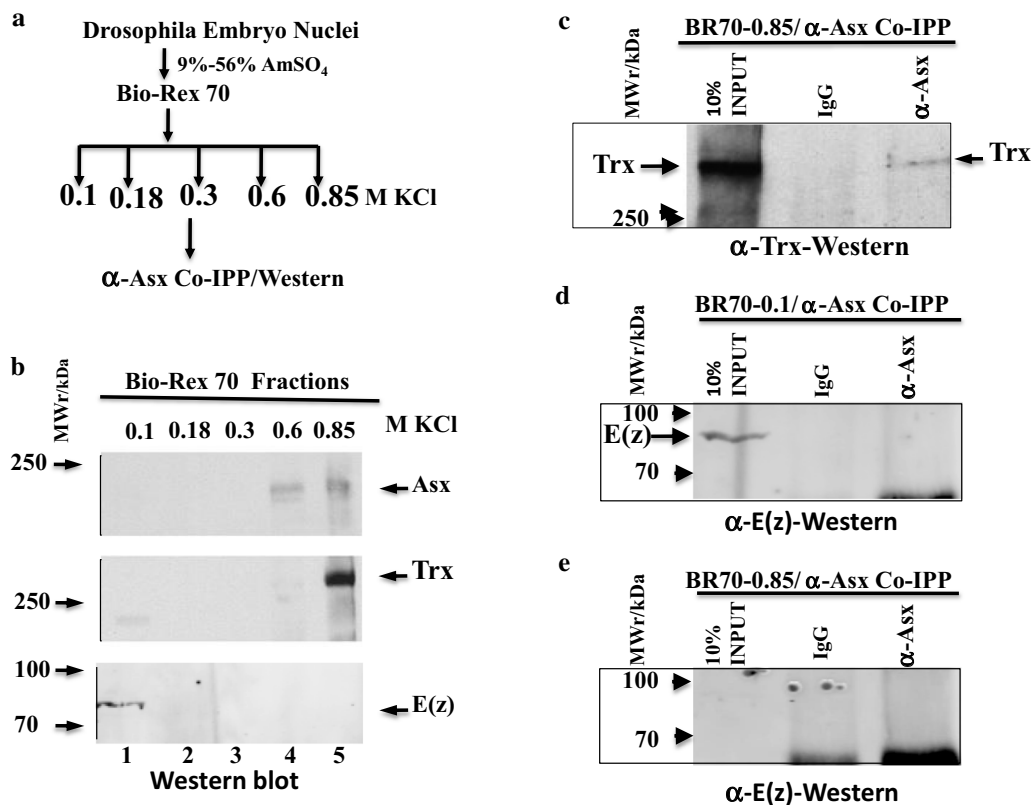 a
Drosophila Embryo Nuclei
9%-56% AmSO4
Bio-Rex 70
0.1 0.18 0.3 0.6 0.85 M KCl
α-Asx Co-IPP/Western
b
Bio-Rex 70 Fractions
MWr/kDa
0.1 0.18 0.3 0.6 0.85 M KCl
250
Asx
Trx
250
100
E(z)
70
1 2 3 4 5
Western blot
c
BR70-0.85/α-Asx Co-IPP
MWr/kDa
10%
INPUT
IgG
α-Asx
Trx
Trx
250
α-Trx-Western
d
BR70-0.1/α-Asx Co-IPP
MWr/kDa
10%
INPUT
IgG
α-Asx
100
E(z)
70
α-E(z)-Western
e
BR70-0.85/α-Asx Co-IPP
MWr/kDa
10%
INPUT
IgG
α-Asx
100
70
α-E(z)-Western